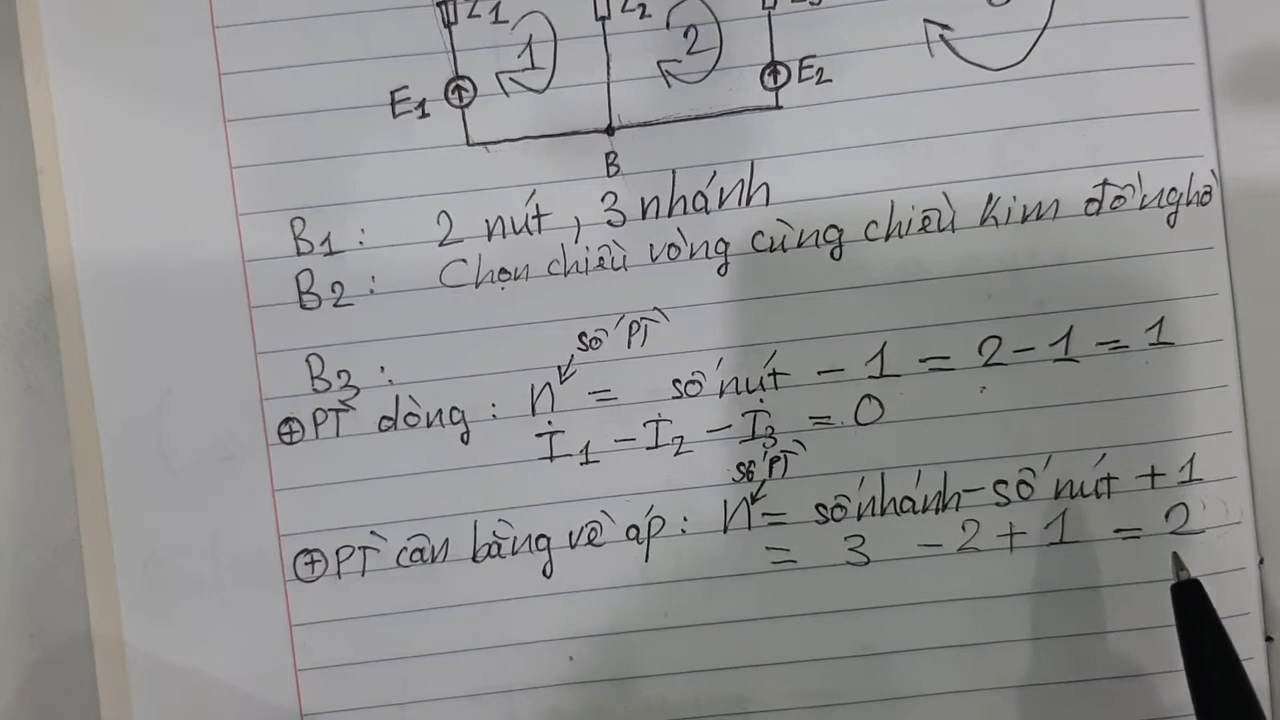 Z1 Z2
1 2
E1 E2
B
B1: 2 nút, 3 nhánh
B2: Chọn chiều vòng cùng chiều kim đồng hồ
B3:
số PT
⊕PT dòng: n = số nút - 1 = 2 - 1 = 1
İ1 - İ2 - İ3 = 0
số PT
⊕PT cân bằng về áp: n = số nhánh - số nút + 1
= 3 - 2 + 1 = 2